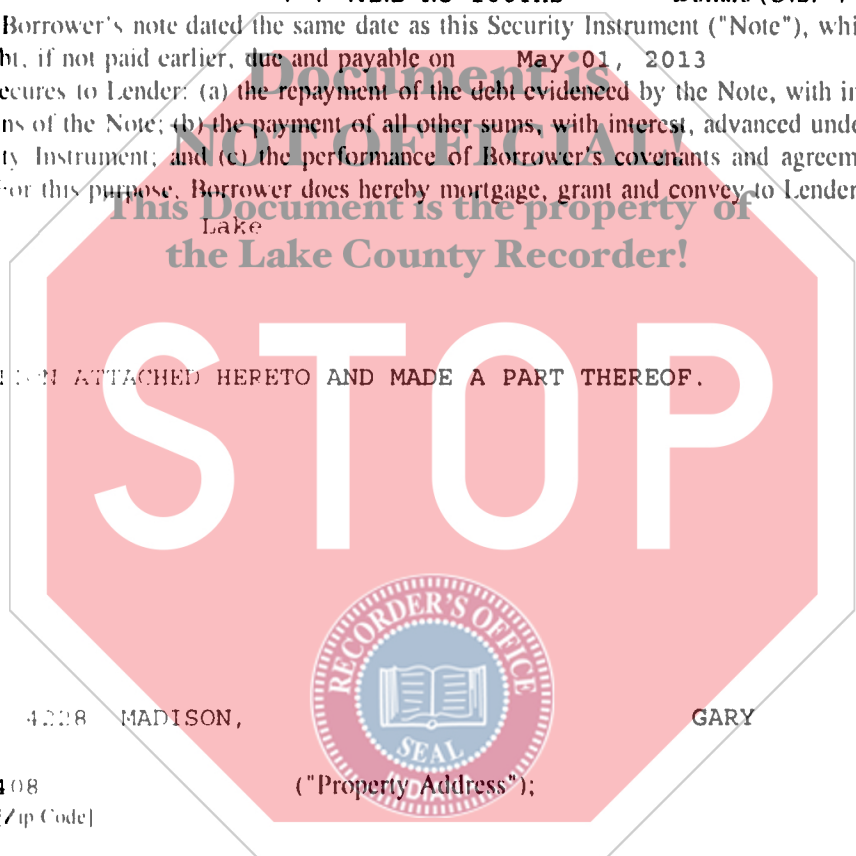 Borrower's note dated the same date as this Security Instrument ("Note"), whi
bt, if not paid earlier, due and payable on May 01, 2013
Document is
ecures to Lender: (a) the repayment of the debt evidenced by the Note, with in
ns of the Note; (b) the payment of all other sums, with interest, advanced unde
NOT OFFICIAL!
ty Instrument; and (c) the performance of Borrower's covenants and agreem
For this purpose, Borrower does hereby mortgage, grant and convey to Lender
This Document is the property of
Lake
the Lake County Recorder!
ATTACHED HERETO AND MADE A PART THEREOF.
STOP
RECORDER'S OFFICE
SEAL
INDIANA
4228 MADISON, GARY
408 ("Property Address");
[Zip Code]